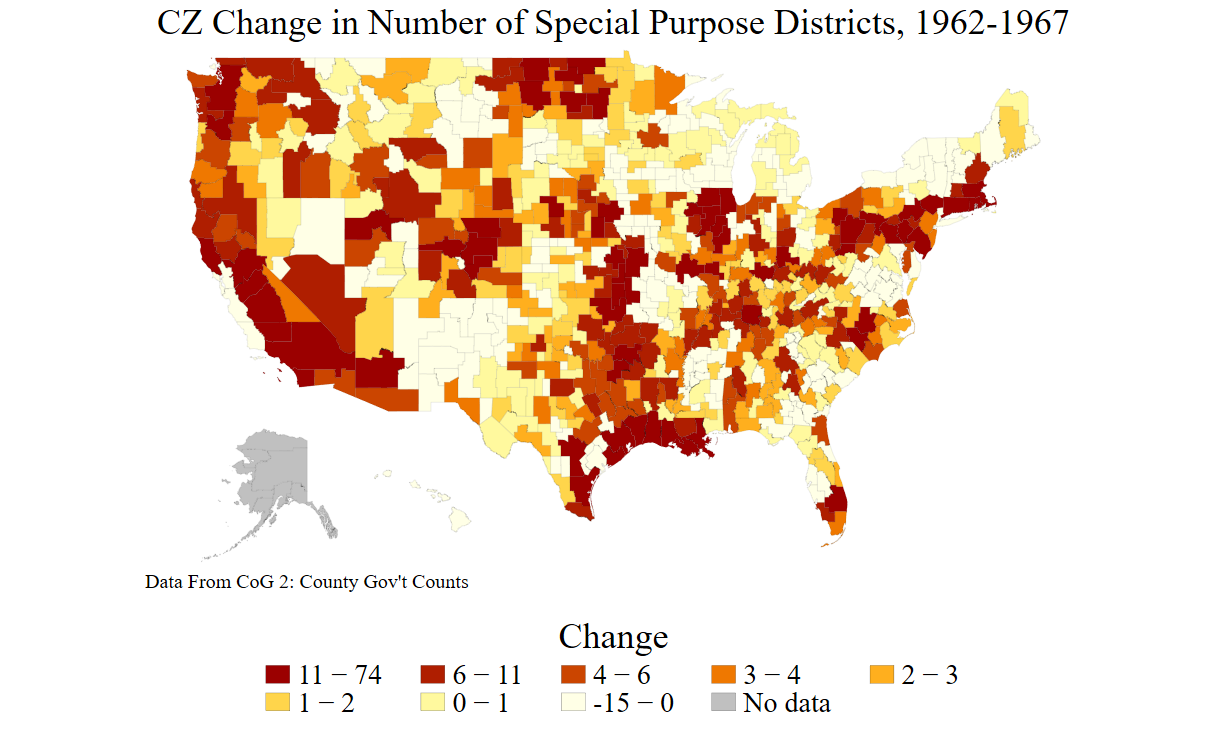 CZ Change in Number of Special Purpose Districts, 1962-1967
Data From CoG 2: County Gov't Counts
Change
11 − 74 6 − 11 4 − 6 3 − 4 2 − 3
1 − 2 0 − 1 -15 − 0 No data